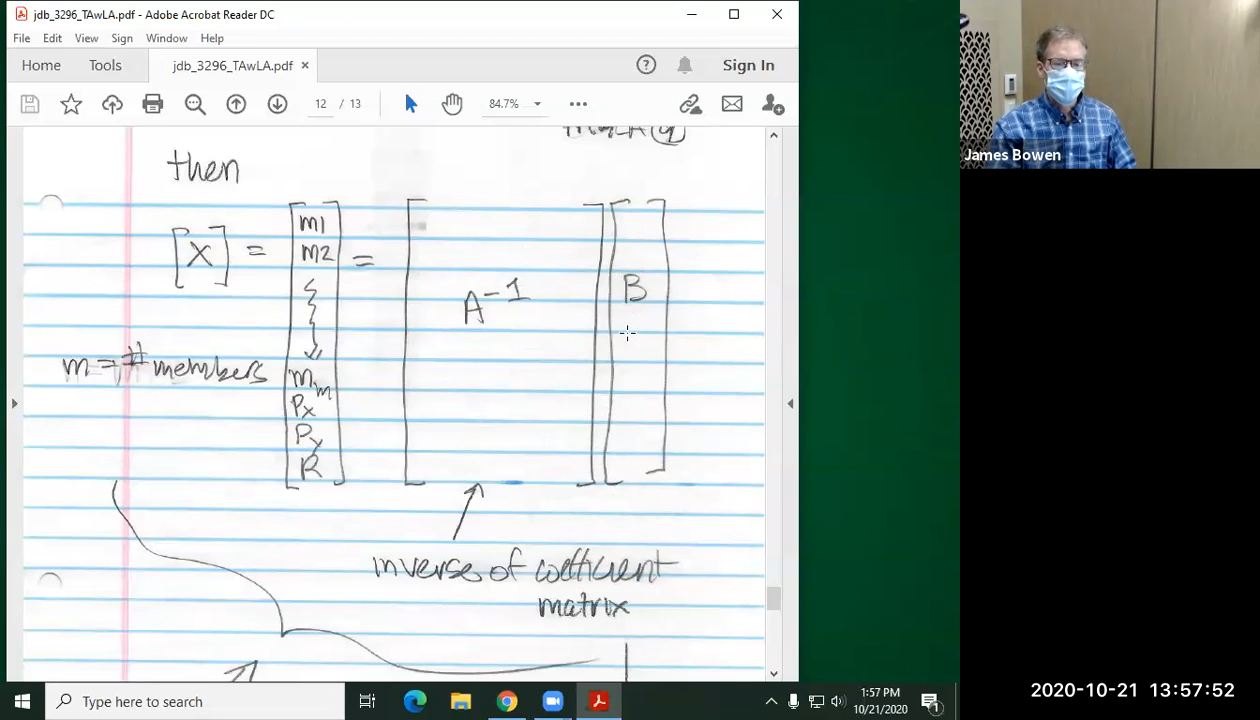 jdb_3296_TAwLA.pdf - Adobe Acrobat Reader DC
File Edit View Sign Window Help
Home Tools jdb_3296_TAwLA.pdf × Sign In
12 / 13 84.7%
then
[X] = [m1 m2 mm Px Py R] = [A⁻¹] [B]
m = # members
inverse of coefficient
matrix
James Bowen
2020-10-21 13:57:52
Type here to search
1:57 PM
10/21/2020
1